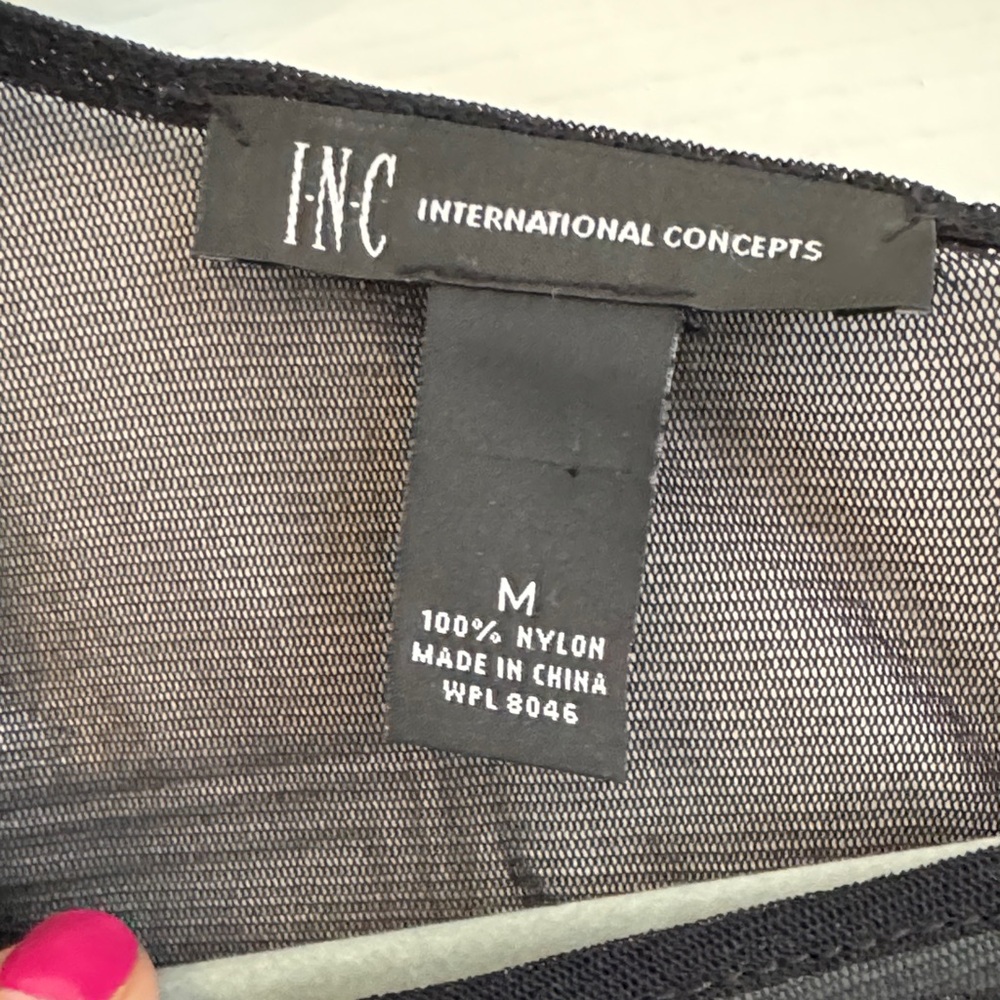 I·N·C INTERNATIONAL CONCEPTS
M
100% NYLON
MADE IN CHINA
WPL 8046